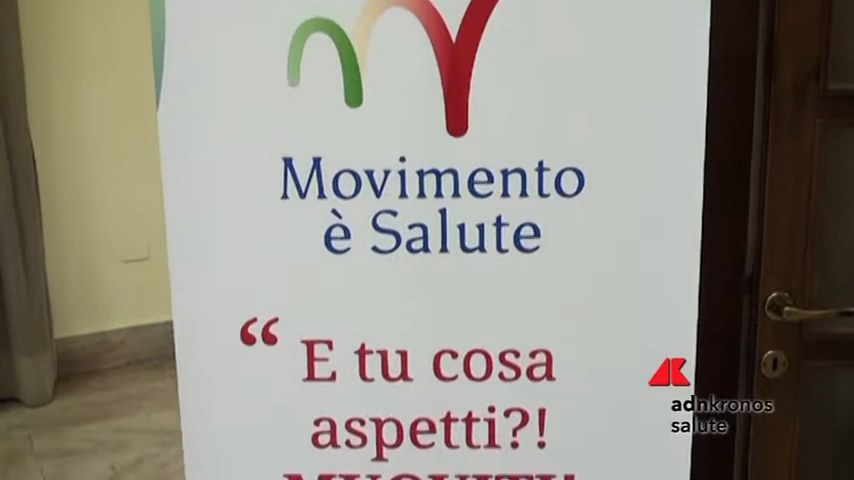 Movimento
è Salute
“ E tu cosa
aspetti?!
adnkronos
salute